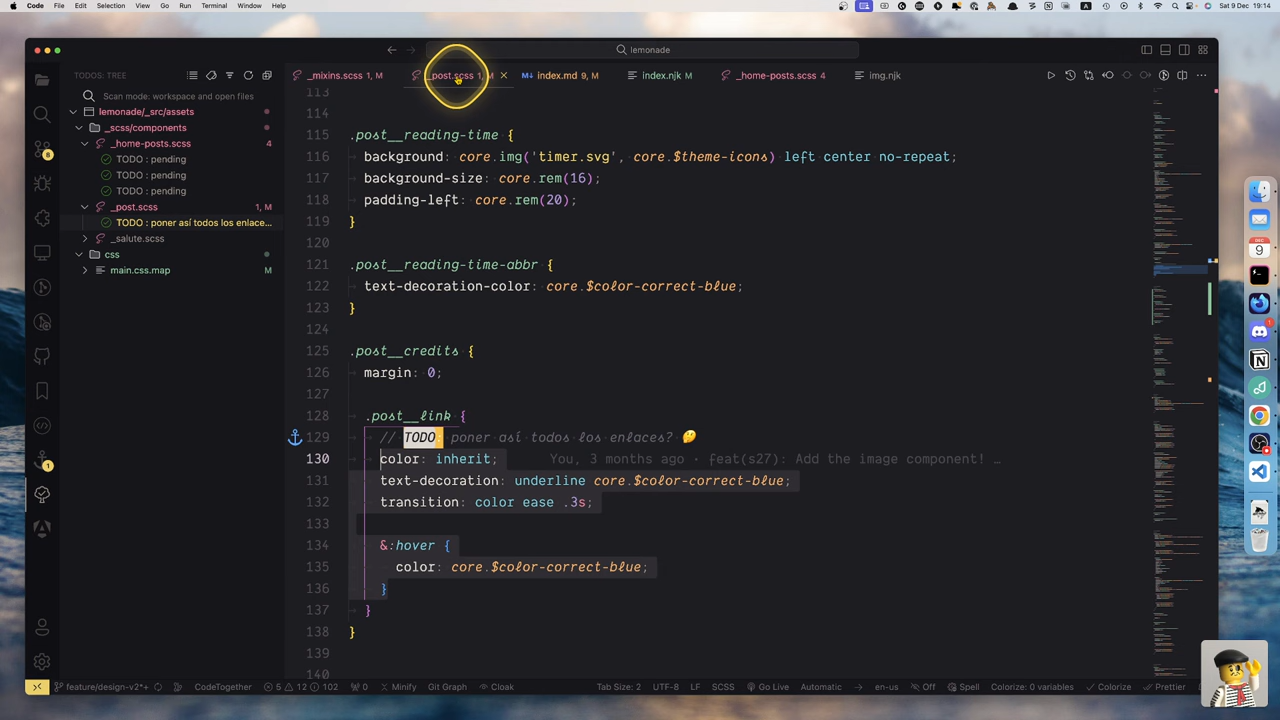 Code File Edit Selection View Go Run Terminal Window Help
Sat 9 Dec 19:14
lemonade
TODOS: TREE
_mixins.scss 1, M
_post.scss 1, M
index.md 9, M
index.njk M
_home-posts.scss 4
img.njk
Scan mode: workspace and open files
lemonade/_src/assets
_scss/components
_home-posts.scss 4
TODO : pending
TODO : pending
TODO : pending
_post.scss 1, M
TODO : poner así todos los enlace...
_salute.scss
css
main.css.map M
8
1
113
114
115 .post__reading-time {
116 background: core.img('timer.svg', core.$theme-icons) left center no-repeat;
117 background-size: core.rem(16);
118 padding-left: core.rem(20);
119 }
120
121 .post__reading-time-abbr {
122 text-decoration-color: core.$color-correct-blue;
123 }
124
125 .post__credits {
126 margin: 0;
127
128 .post__link {
129 // TODO: poner así todos los enlaces? 🤔
130 color: inherit; You, 3 months ago • feat(s27): Add the image component! …
131 text-decoration: underline core.$color-correct-blue;
132 transition: color ease .3s;
133
134 &:hover {
135 color: core.$color-correct-blue;
136 }
137 }
138 }
139
140
DEC
9
1
feature/design-v2*+ CodeTogether 5 12 102 0 Minify Git Graph Cloak Tab Size: 2 UTF-8 LF SCSS Go Live Automatic en-us Off Spell Colorize: 0 variables Colorize Prettier